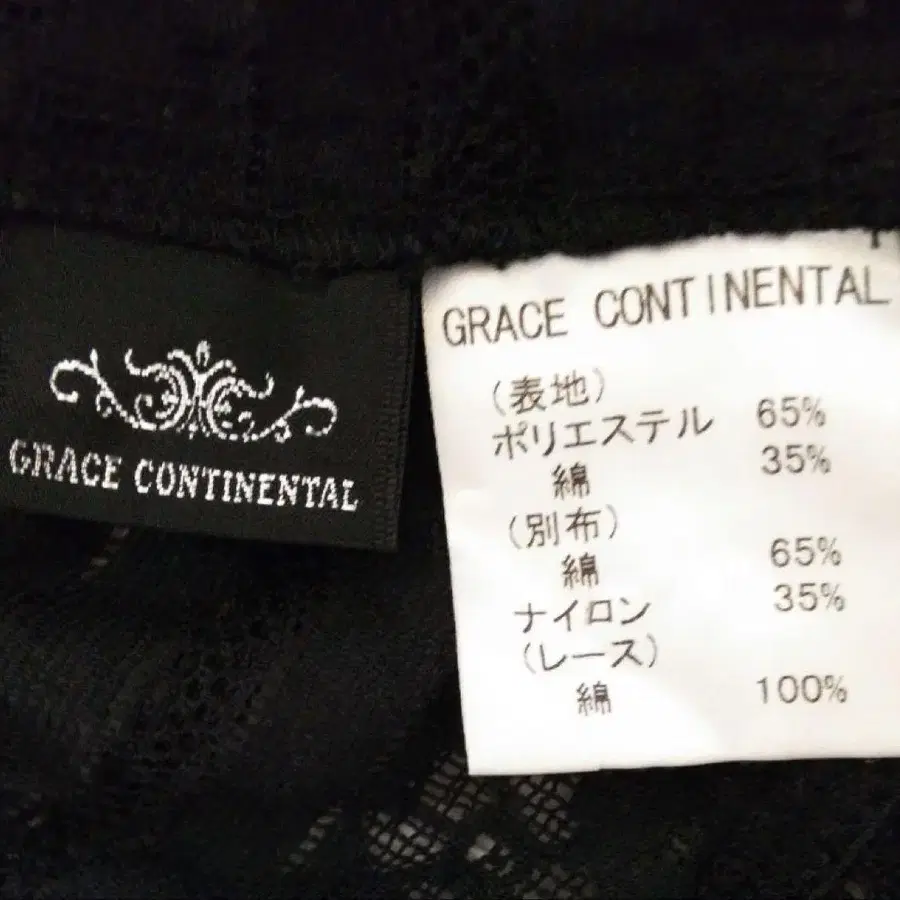 GRACE CONTINENTAL
GRACE CONTINENTAL
(表地)
ポリエステル 65%
綿 35%
(別布)
綿 65%
ナイロン 35%
(レース)
綿 100%